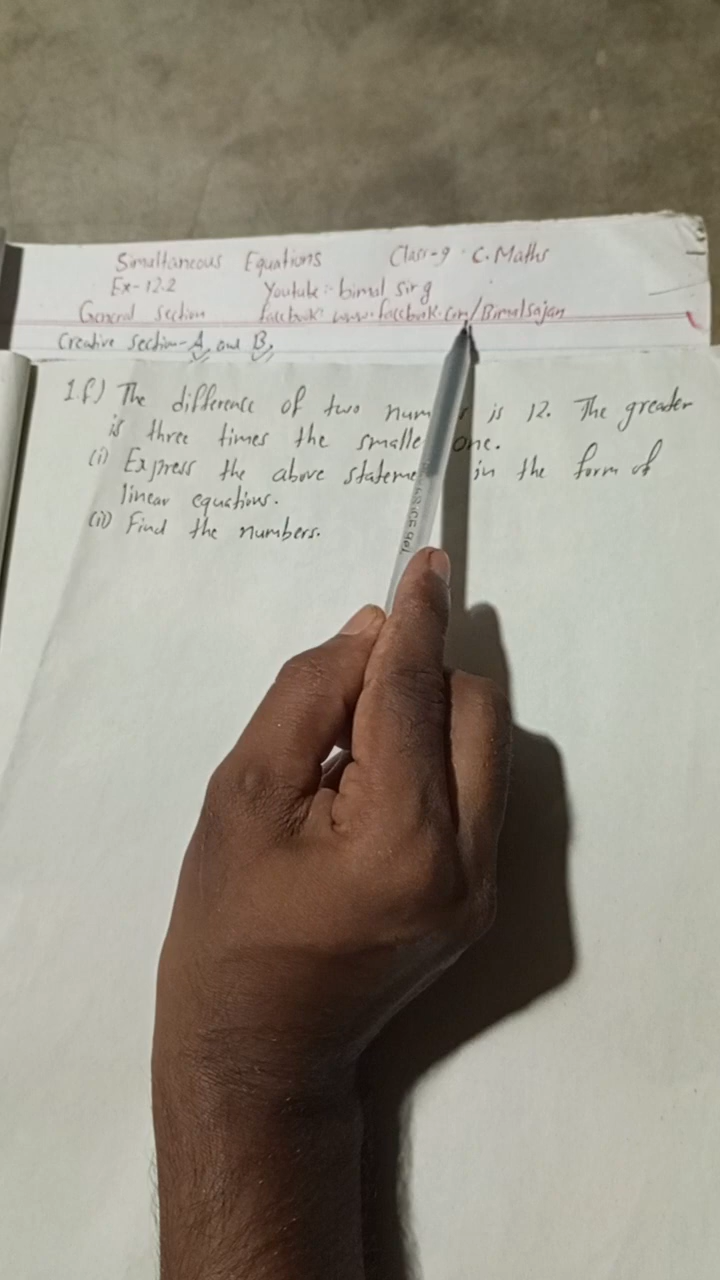 Simultaneous Equations Class-9 C. Maths
Ex-12.2 Youtube:- bimal sir g
General section facebook: www.facebook.com/Bimalsajan
Creative section-A, and B,
1.f) The difference of two num is 12. The greater
is three times the smalle one.
(i) Express the above stateme in the form of
linear equations.
(ii) Find the numbers.